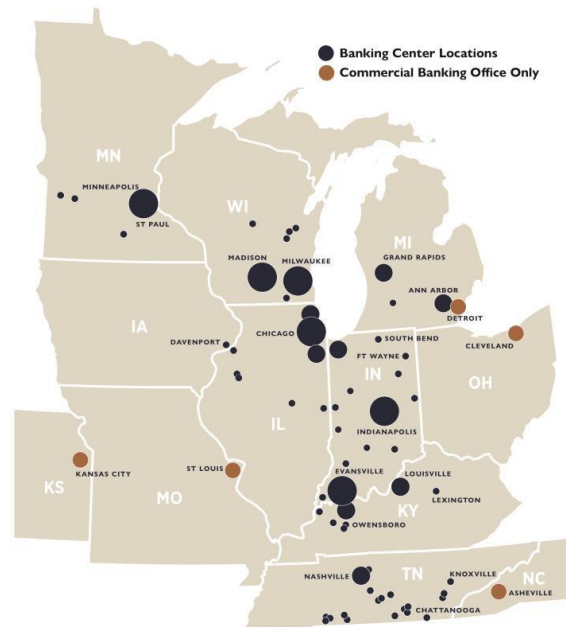 Banking Center Locations
Commercial Banking Office Only
MN
MINNEAPOLIS
ST PAUL
WI
MADISON
MILWAUKEE
MI
GRAND RAPIDS
ANN ARBOR
DETROIT
IA
CHICAGO
DAVENPORT
SOUTH BEND
FT WAYNE
CLEVELAND
IN
OH
IL
INDIANAPOLIS
KANSAS CITY
ST LOUIS
EVANSVILLE
LOUISVILLE
KS
MO
LEXINGTON
KY
OWENSBORO
NASHVILLE
TN
KNOXVILLE
NC
CHATTANOOGA
ASHEVILLE